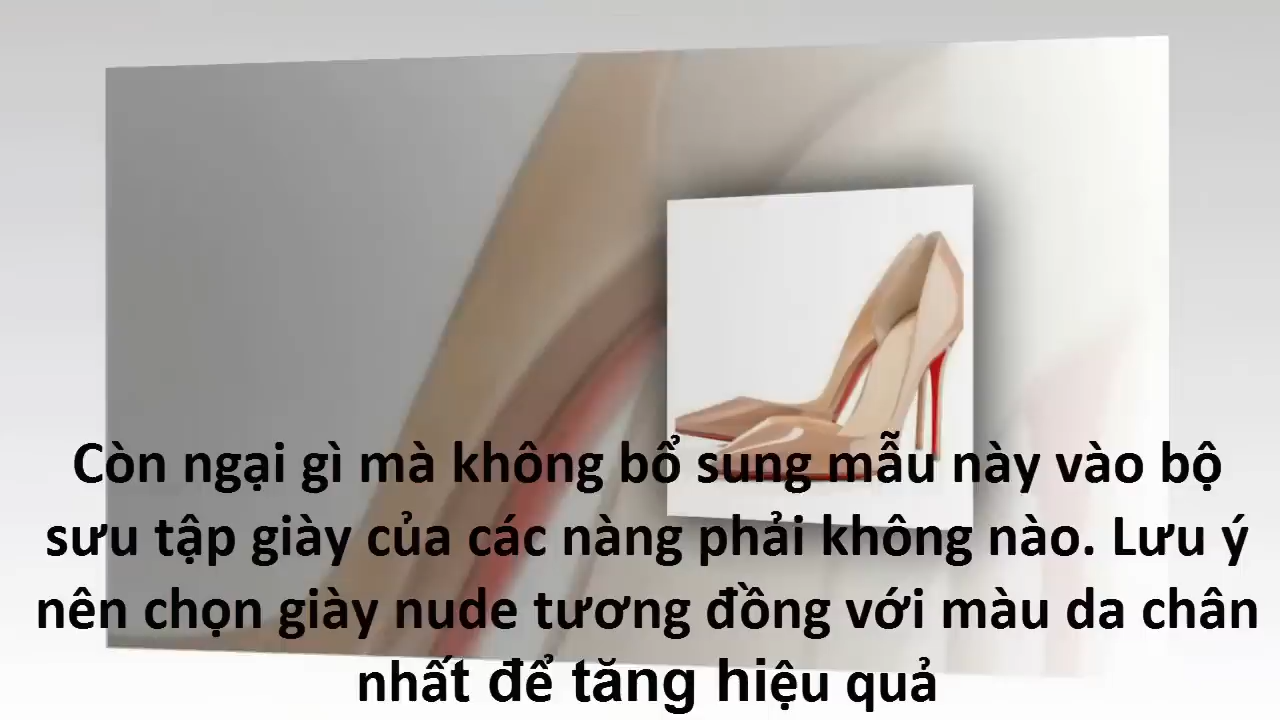 Còn ngại gì mà không bổ sung mẫu này vào bộ
sưu tập giày của các nàng phải không nào. Lưu ý
nên chọn giày nude tương đồng với màu da chân
nhất để tăng hiệu quả